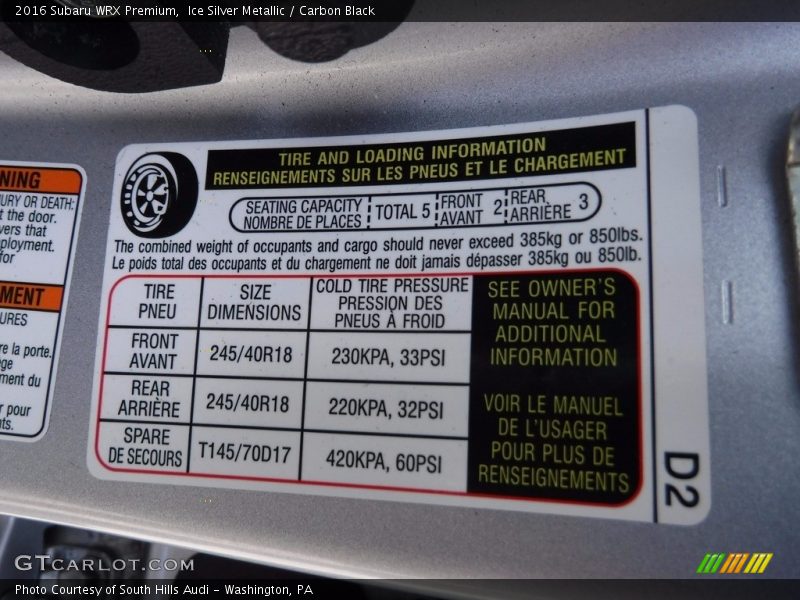 2016 Subaru WRX Premium, Ice Silver Metallic / Carbon Black
NING
URY OR DEATH:
t the door.
vers that
ployment.
for
MENT
URES
re la porte.
ment du
r pour
ts.
TIRE AND LOADING INFORMATION
RENSEIGNEMENTS SUR LES PNEUS ET LE CHARGEMENT
SEATING CAPACITY
NOMBRE DE PLACES
TOTAL 5
FRONT
AVANT 2
REAR
ARRIÈRE 3
The combined weight of occupants and cargo should never exceed 385kg or 850lbs.
Le poids total des occupants et du chargement ne doit jamais dépasser 385kg ou 850lb.
TIRE
PNEU
SIZE
DIMENSIONS
COLD TIRE PRESSURE
PRESSION DES
PNEUS À FROID
FRONT
AVANT
245/40R18
230KPA, 33PSI
REAR
ARRIÈRE
245/40R18
220KPA, 32PSI
SPARE
DE SECOURS
T145/70D17
420KPA, 60PSI
SEE OWNER'S
MANUAL FOR
ADDITIONAL
INFORMATION
VOIR LE MANUEL
DE L'USAGER
POUR PLUS DE
RENSEIGNEMENTS
D2
GTCARLOT.COM
Photo Courtesy of South Hills Audi - Washington, PA